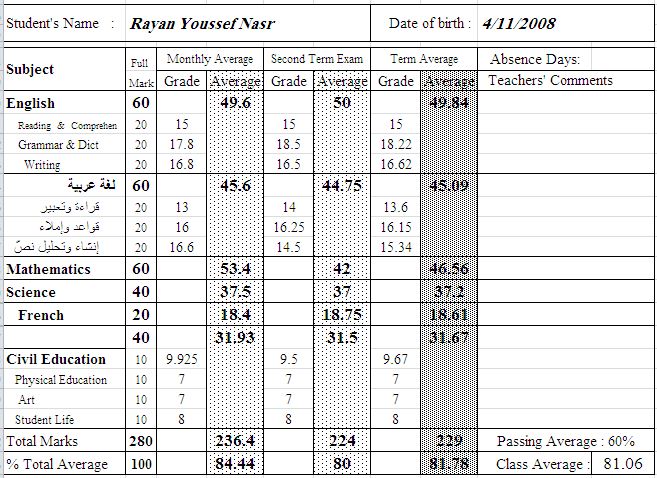 Student's Name : Rayan Youssef Nasr Date of birth : 4/11/2008
Subject Full Mark Monthly Average Second Term Exam Term Average Absence Days:
Grade Average Grade Average Grade Average Teachers' Comments
English 60 49.6 50 49.84
Reading & Comprehen 20 15 15 15
Grammar & Dict 20 17.8 18.5 18.22
Writing 20 16.8 16.5 16.62
لغة عربية 60 45.6 44.75 45.09
قراءة وتعبير 20 13 14 13.6
قواعد وإملاء 20 16 16.25 16.15
إنشاء وتحليل نصّ 20 16.6 14.5 15.34
Mathematics 60 53.4 42 46.56
Science 40 37.5 37 37.2
French 20 18.4 18.75 18.61
40 31.93 31.5 31.67
Civil Education 10 9.925 9.5 9.67
Physical Education 10 7 7 7
Art 10 7 7 7
Student Life 10 8 8 8
Total Marks 280 236.4 224 229 Passing Average : 60%
% Total Average 100 84.44 80 81.78 Class Average : 81.06